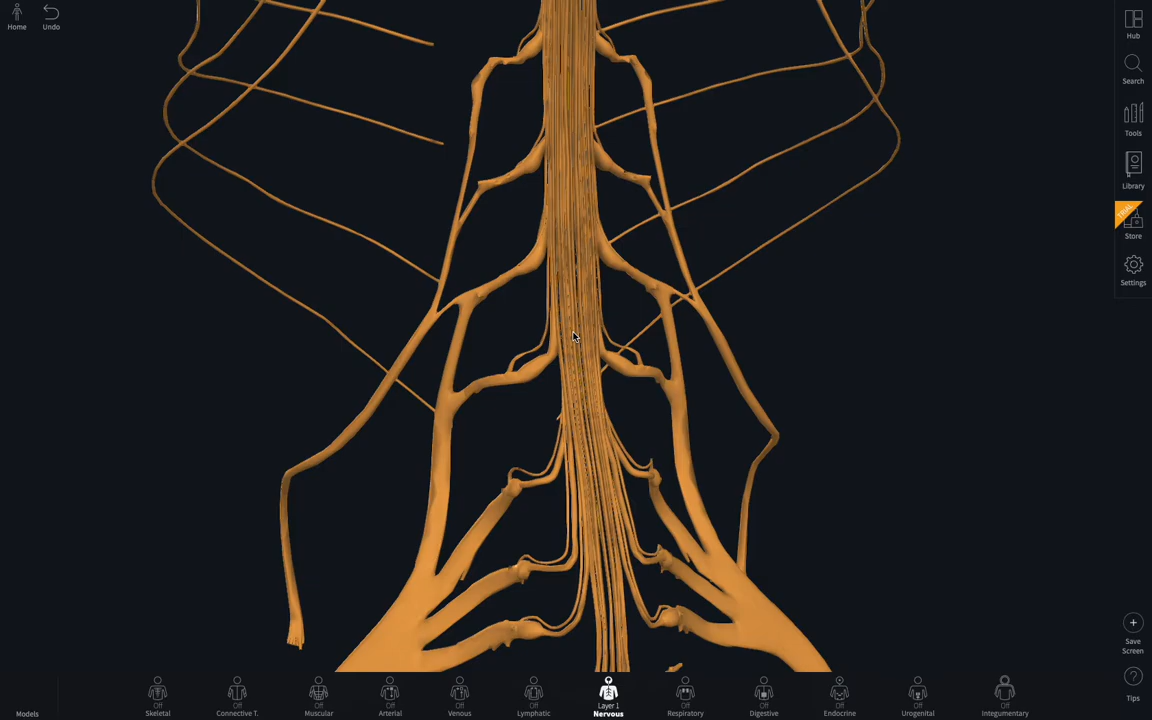 Home
Undo
Hub
Search
Tools
Library
TRIAL
Store
Settings
+
Save
Screen
?
Tips
Models
Off
Skeletal
Off
Connective T.
Off
Muscular
Off
Arterial
Off
Venous
Off
Lymphatic
Layer 1
Nervous
Off
Respiratory
Off
Digestive
Off
Endocrine
Off
Urogenital
Off
Integumentary